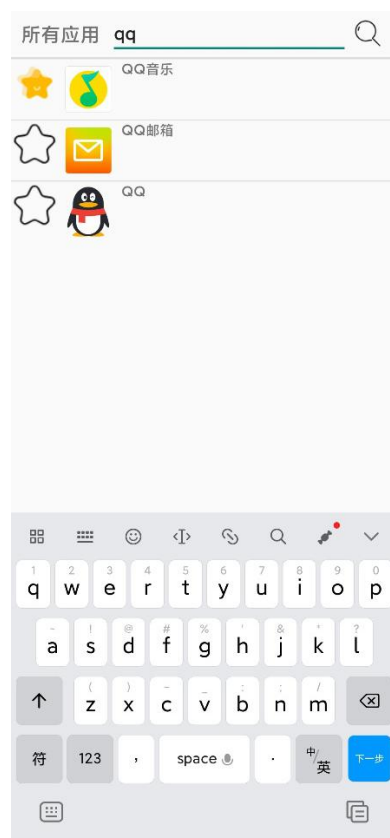 所有应用 qq
QQ音乐
QQ邮箱
QQ
1 2 3 4 5 6 7 8 9 0
q w e r t y u i o p
- ! @ # % ' & * ?
a s d f g h j k l
( ) - _ : ; /
z x c v b n m
符 123 , space . 中/英 下一步